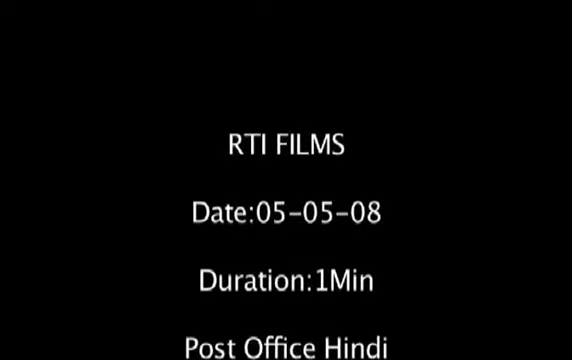 RTI FILMS
Date:05-05-08
Duration:1Min
Post Office Hindi